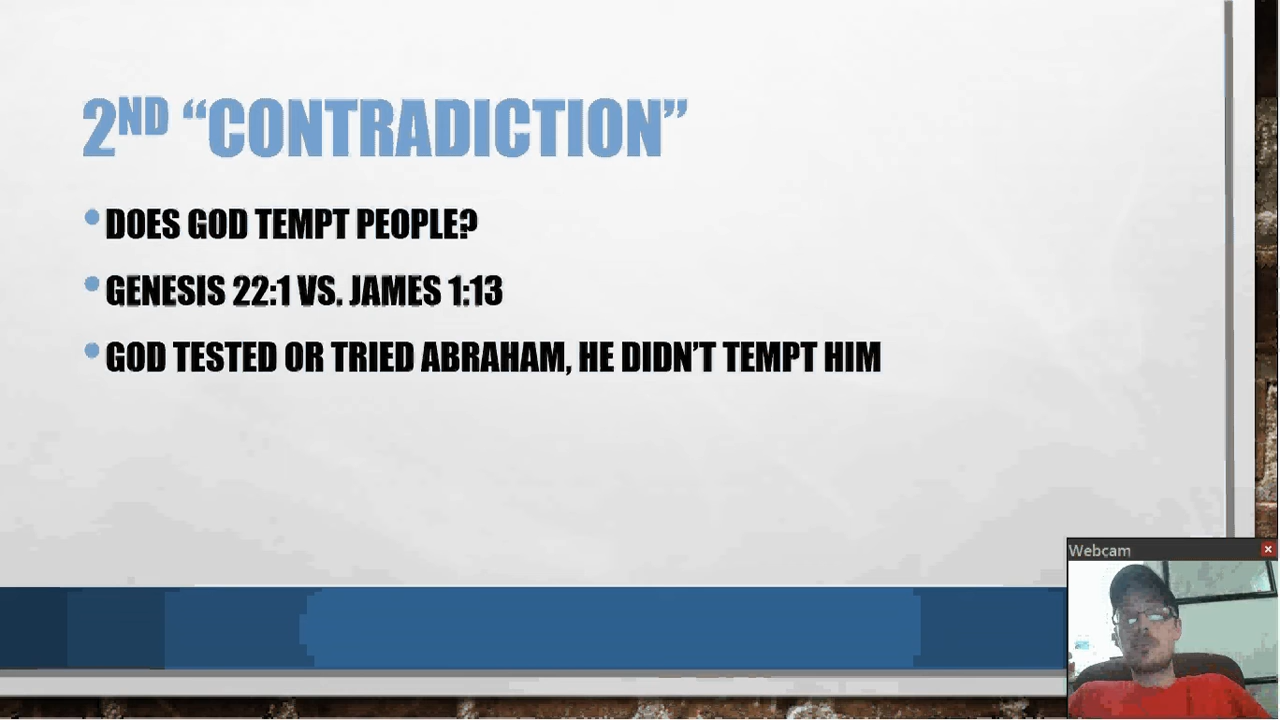 2ND “CONTRADICTION”
• DOES GOD TEMPT PEOPLE?
• GENESIS 22:1 VS. JAMES 1:13
• GOD TESTED OR TRIED ABRAHAM, HE DIDN’T TEMPT HIM
Webcam